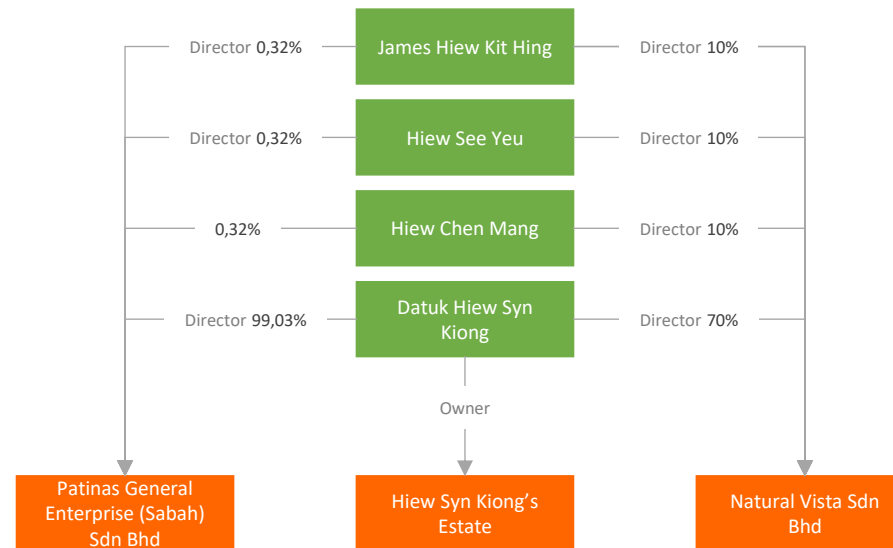 Director 0,32%
James Hiew Kit Hing
Director 10%
Director 0,32%
Hiew See Yeu
Director 10%
0,32%
Hiew Chen Mang
Director 10%
Director 99,03%
Datuk Hiew Syn
Kiong
Director 70%
Owner
Patinas General
Enterprise (Sabah)
Sdn Bhd
Hiew Syn Kiong’s
Estate
Natural Vista Sdn
Bhd